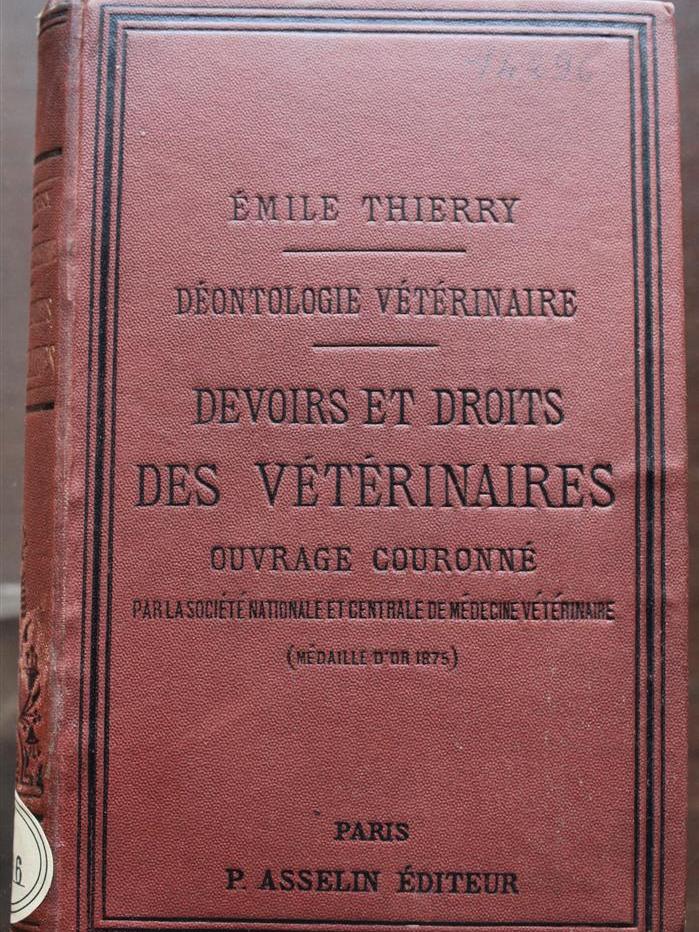 ÉMILE THIERRY
DÉONTOLOGIE VÉTÉRINAIRE
DEVOIRS ET DROITS
DES VÉTÉRINAIRES
OUVRAGE COURONNÉ
PAR LA SOCIÉTÉ NATIONALE ET CENTRALE DE MÉDECINE VÉTÉRINAIRE
(MÉDAILLE D'OR 1875)
PARIS
P. ASSELIN ÉDITEUR